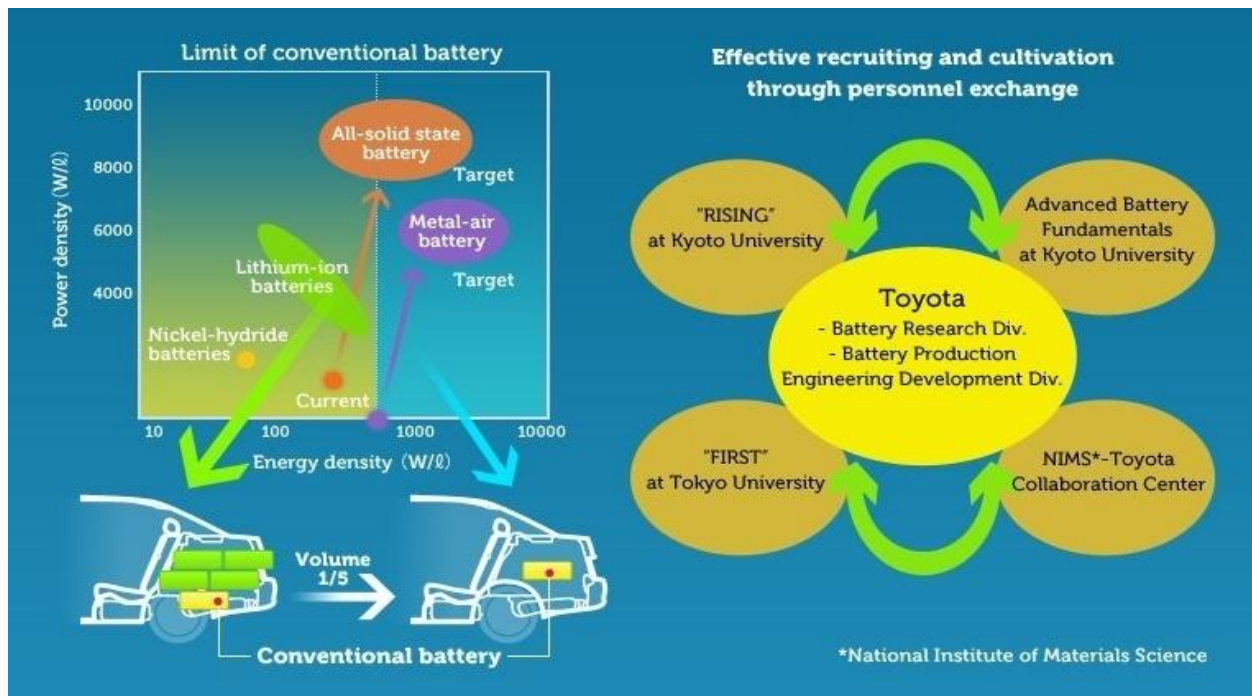 Limit of conventional battery
Power density (W/ℓ)
10000
8000
6000
4000
All-solid state
battery
Target
Metal-air
battery
Target
Lithium-ion
batteries
Nickel-hydride
batteries
Current
10
100
1000
10000
Energy density (W/ℓ)
Volume
1/5
Conventional battery
Effective recruiting and cultivation
through personnel exchange
"RISING"
at Kyoto University
Advanced Battery
Fundamentals
at Kyoto University
Toyota
- Battery Research Div.
- Battery Production
Engineering Development Div.
"FIRST"
at Tokyo University
NIMS*-Toyota
Collaboration Center
*National Institute of Materials Science